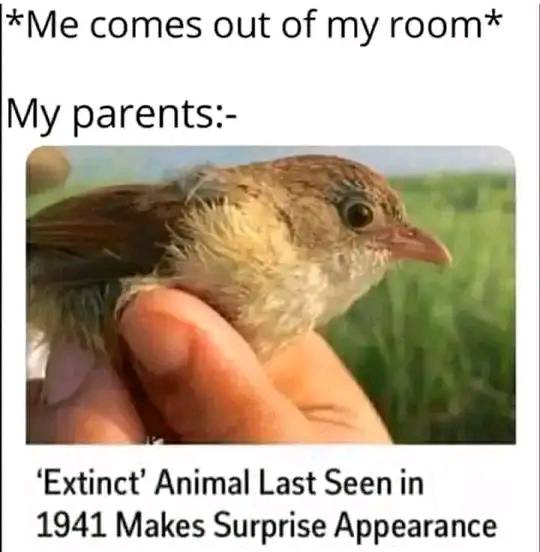 *Me comes out of my room*
My parents:-
‘Extinct’ Animal Last Seen in
1941 Makes Surprise Appearance